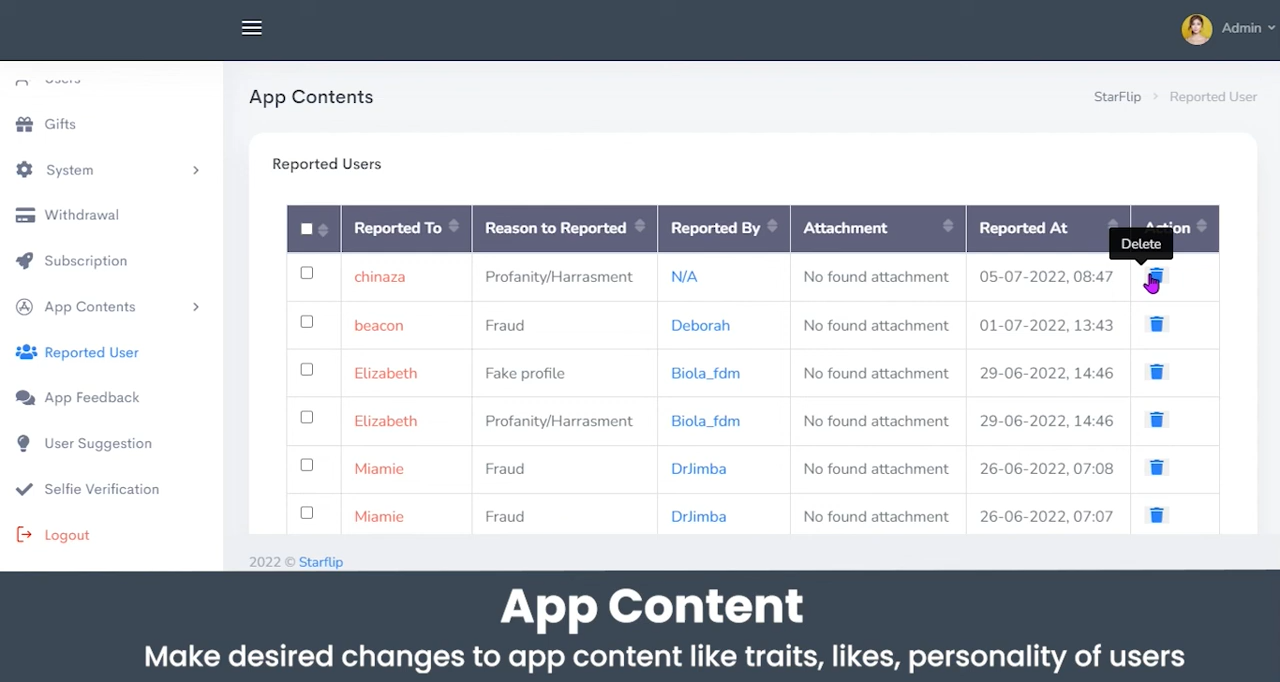 Admin
Users
Gifts
System
Withdrawal
Subscription
App Contents
Reported User
App Feedback
User Suggestion
Selfie Verification
Logout
App Contents
StarFlip > Reported User
Reported Users
Reported To Reason to Reported Reported By Attachment Reported At Action
Delete
chinaza Profanity/Harrasment N/A No found attachment 05-07-2022, 08:47
beacon Fraud Deborah No found attachment 01-07-2022, 13:43
Elizabeth Fake profile Biola_fdm No found attachment 29-06-2022, 14:46
Elizabeth Profanity/Harrasment Biola_fdm No found attachment 29-06-2022, 14:46
Miamie Fraud DrJimba No found attachment 26-06-2022, 07:08
Miamie Fraud DrJimba No found attachment 26-06-2022, 07:07
2022 © Starflip
App Content
Make desired changes to app content like traits, likes, personality of users